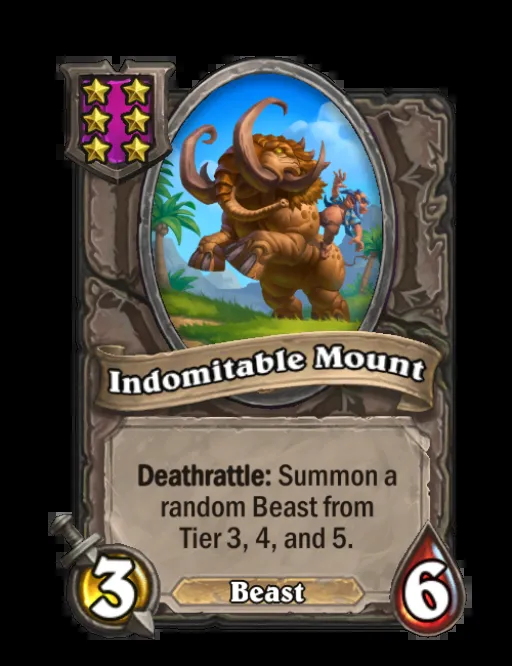 Indomitable Mount
Deathrattle: Summon a
random Beast from
Tier 3, 4, and 5.
3
Beast
6